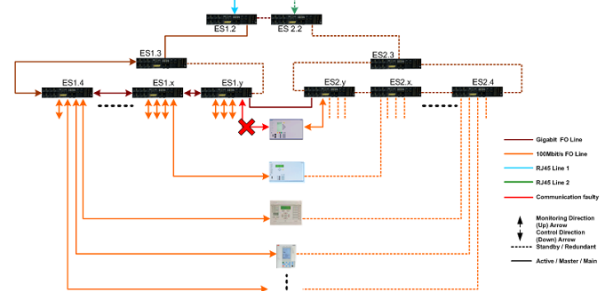 ES1.2
ES 2.2
ES1.3
ES2.3
ES1.4
ES1.x
ES1.y
ES2.y
ES2.x.
ES2.4
Gigabit FO Line
100Mbit/s FO Line
RJ45 Line 1
RJ45 Line 2
Communication faulty
Monitoring Direction
(Up) Arrow
Control Direction
(Down) Arrow
Standby / Redundant
Active / Master / Main